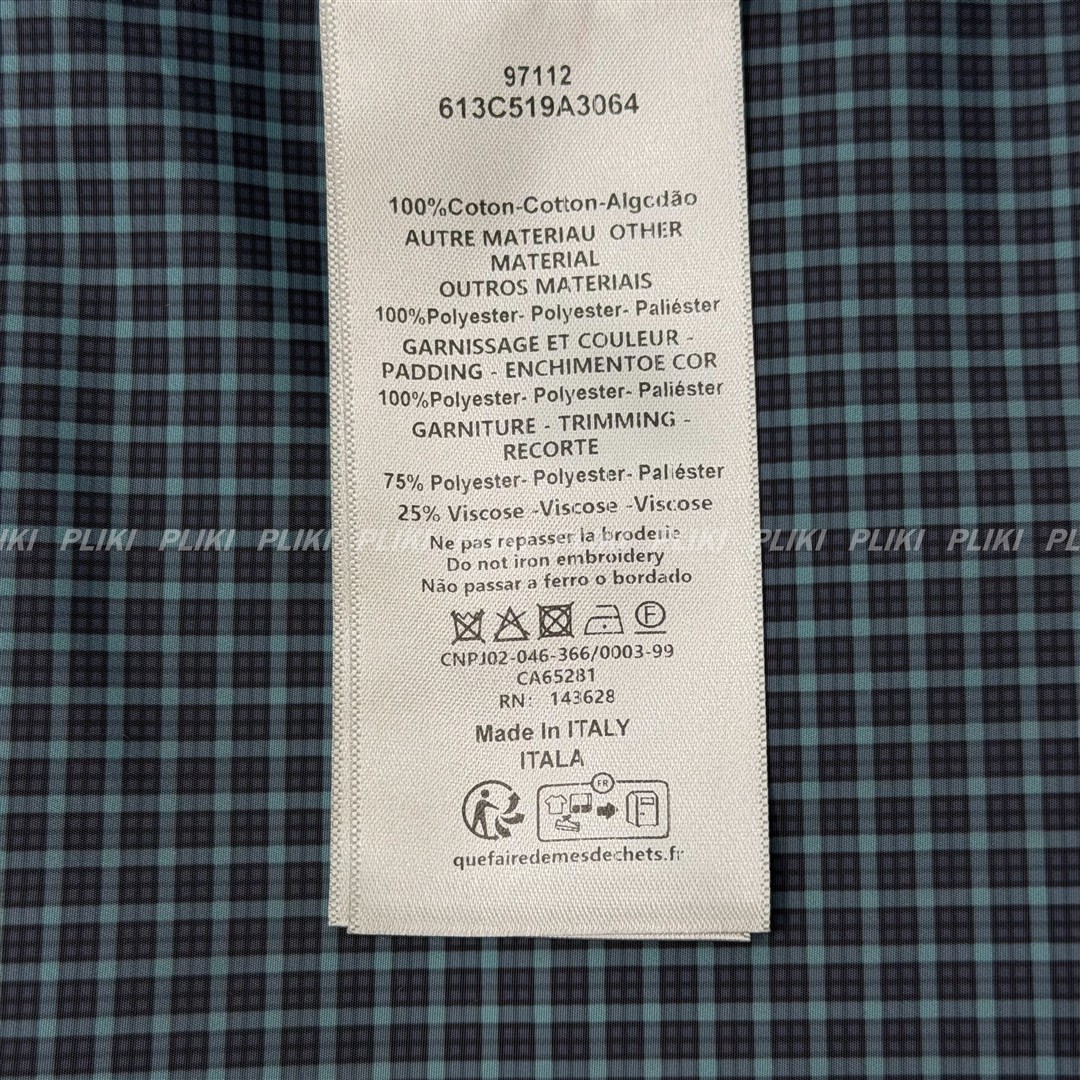 97112
613C519A3064
100%Coton-Cotton-Algcdão
AUTRE MATERIAU OTHER
MATERIAL
OUTROS MATERIAIS
100%Polyester- Polyester- Paliéster
GARNISSAGE ET COULEUR -
PADDING - ENCHIMENTOE COR
100%Polyester- Polyester- Paliéster
GARNITURE - TRIMMING -
RECORTE
75% Polyester- Polyester- Paliéster
25% Viscose -Viscose -Viscose
PLIKI PLIKI PLIKI PLIKI PLIKI PLIKI
Ne pas repasser la broderie
Do not iron embroidery
Não passar a ferro o bordado
F
CNPJ02-046-366/0003-99
CA65281
RN: 143628
Made In ITALY
ITALA
FR
quefairedemesdechets.fr